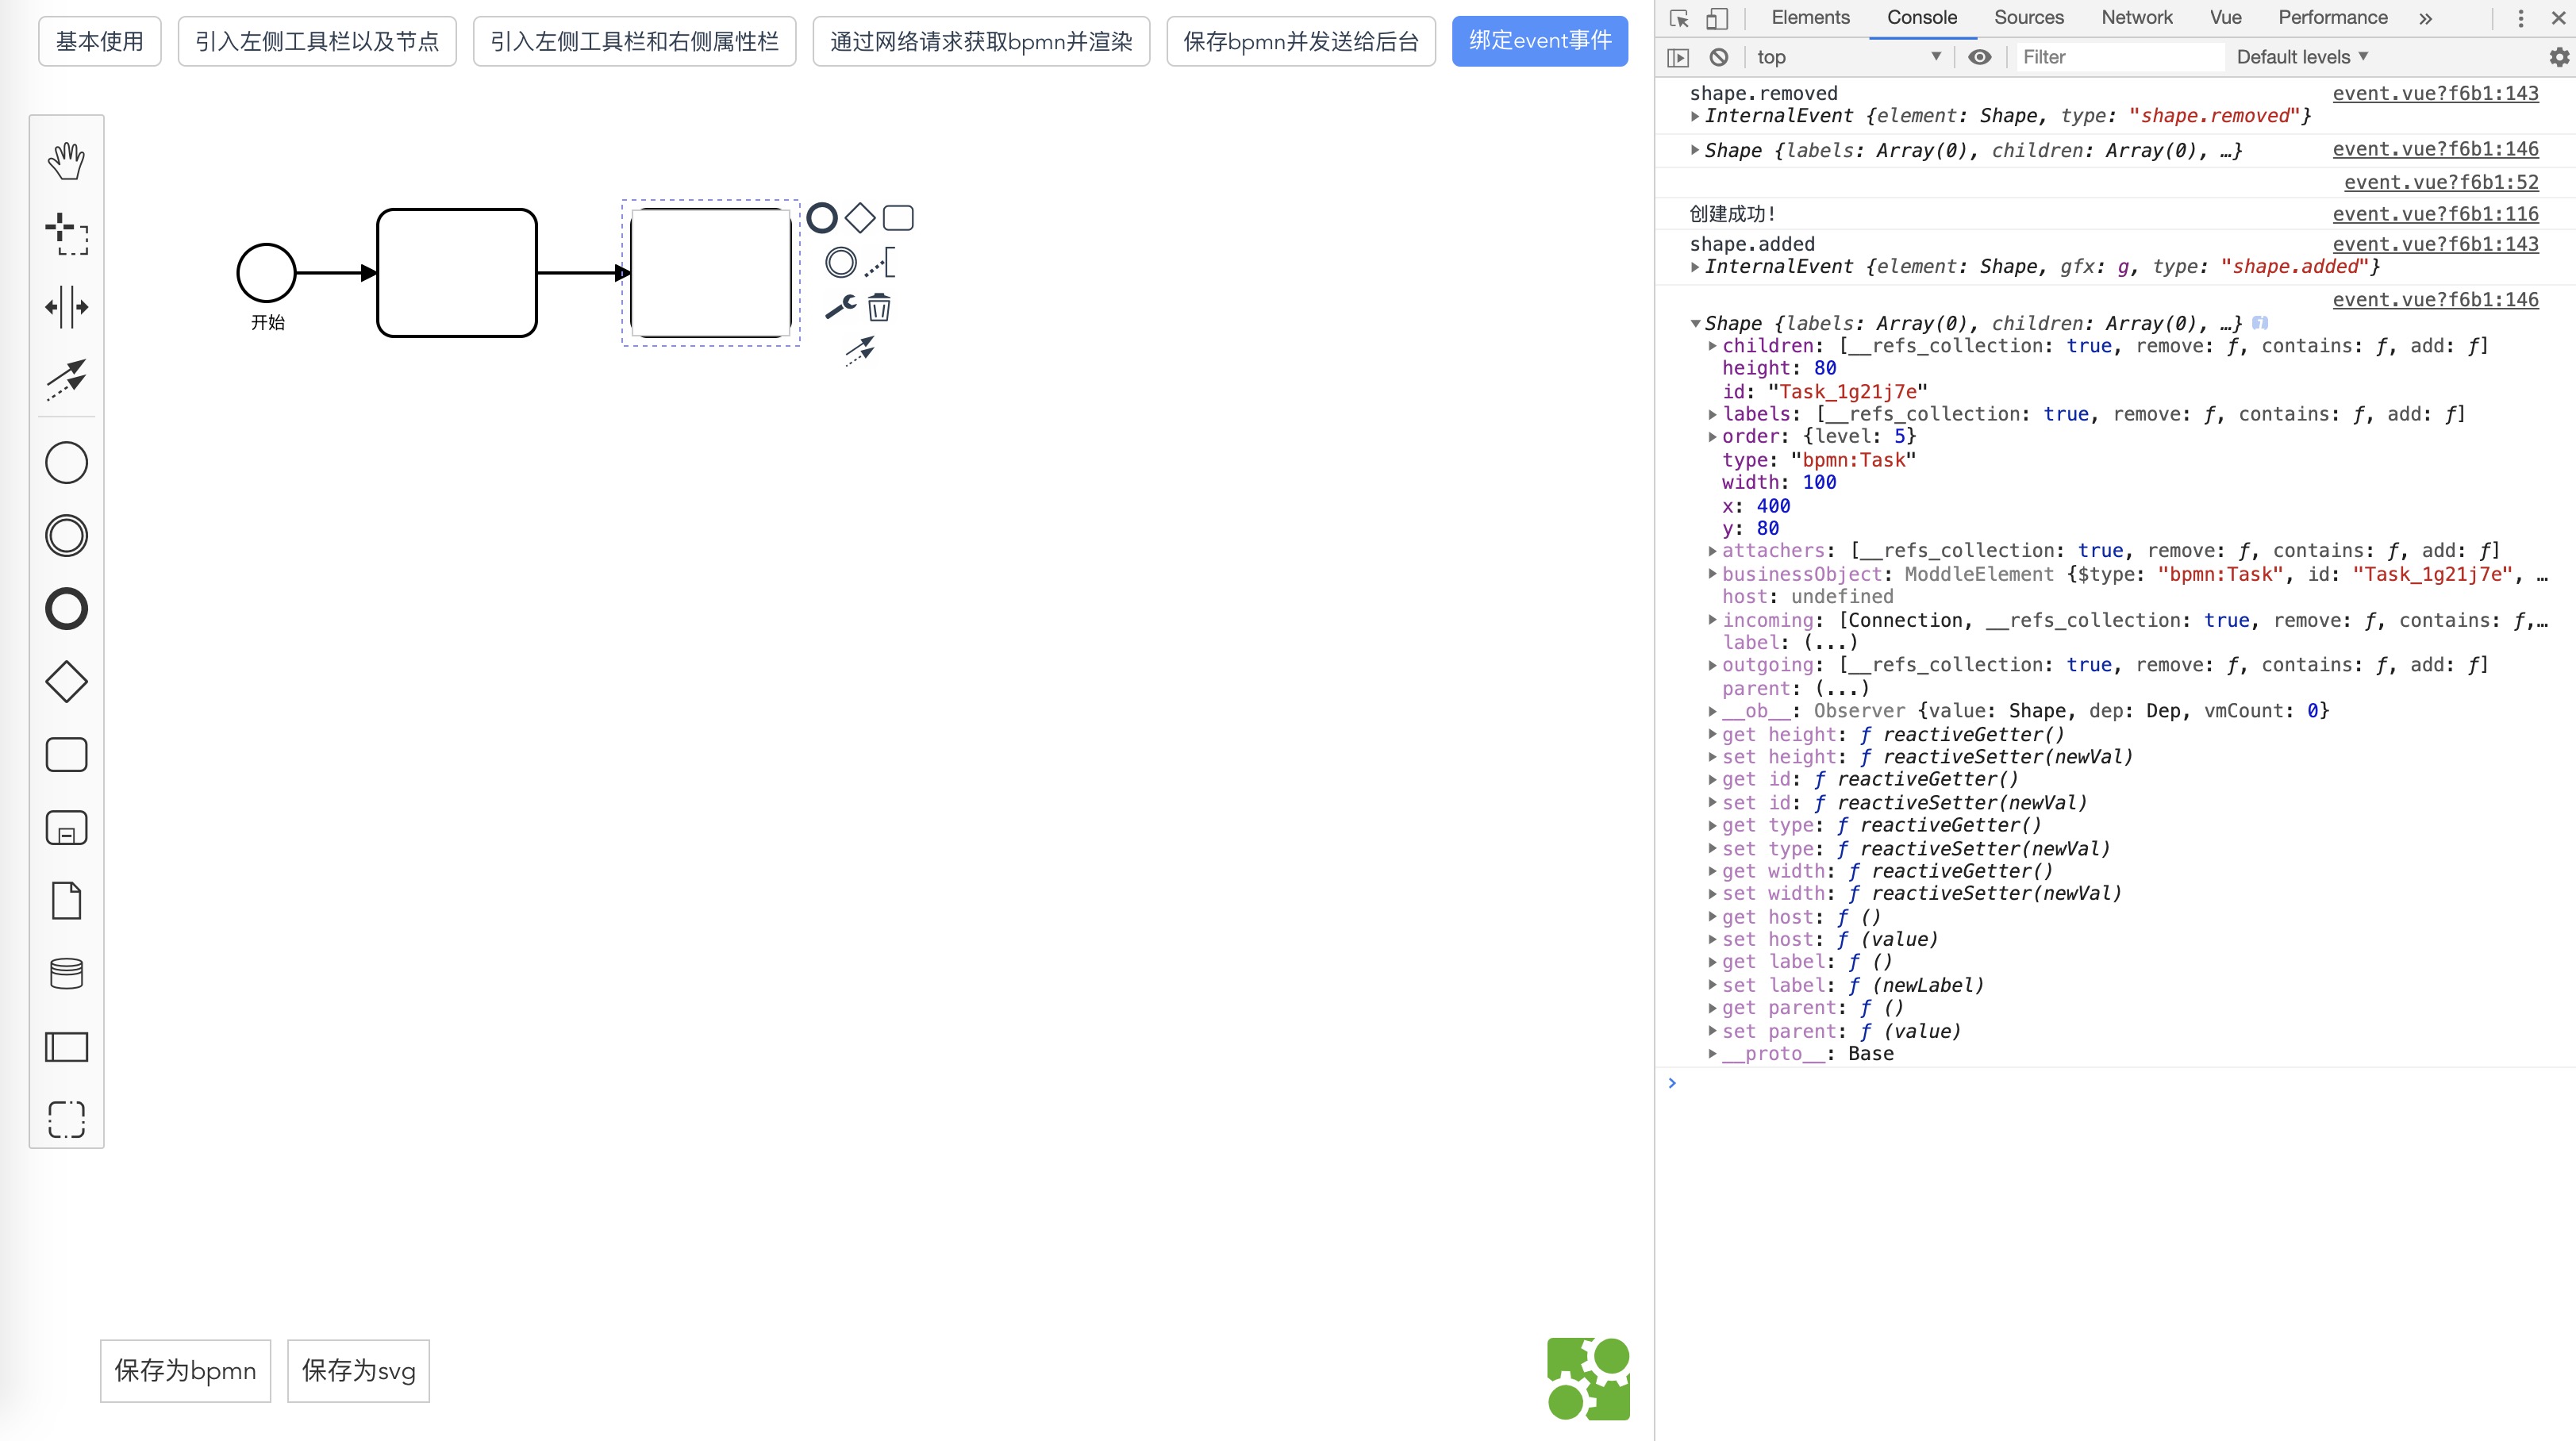 基本使用
引入左侧工具栏以及节点
引入左侧工具栏和右侧属性栏
通过网络请求获取bpmn并渲染
保存bpmn并发送给后台
绑定event事件
开始
保存为bpmn
保存为svg
Elements Console Sources Network Vue Performance »
top ▼ Filter Default levels ▼
shape.removed event.vue?f6b1:143
▶InternalEvent {element: Shape, type: "shape.removed"}
▶Shape {labels: Array(0), children: Array(0), …} event.vue?f6b1:146
event.vue?f6b1:52
创建成功! event.vue?f6b1:116
shape.added event.vue?f6b1:143
▶InternalEvent {element: Shape, gfx: g, type: "shape.added"}
event.vue?f6b1:146
▼Shape {labels: Array(0), children: Array(0), …} i
▶children: [__refs_collection: true, remove: ƒ, contains: ƒ, add: ƒ]
height: 80
id: "Task_1g21j7e"
▶labels: [__refs_collection: true, remove: ƒ, contains: ƒ, add: ƒ]
▶order: {level: 5}
type: "bpmn:Task"
width: 100
x: 400
y: 80
▶attachers: [__refs_collection: true, remove: ƒ, contains: ƒ, add: ƒ]
▶businessObject: ModdleElement {$type: "bpmn:Task", id: "Task_1g21j7e", …
host: undefined
▶incoming: [Connection, __refs_collection: true, remove: ƒ, contains: ƒ,…
label: (...)
▶outgoing: [__refs_collection: true, remove: ƒ, contains: ƒ, add: ƒ]
parent: (...)
▶__ob__: Observer {value: Shape, dep: Dep, vmCount: 0}
▶get height: ƒ reactiveGetter()
▶set height: ƒ reactiveSetter(newVal)
▶get id: ƒ reactiveGetter()
▶set id: ƒ reactiveSetter(newVal)
▶get type: ƒ reactiveGetter()
▶set type: ƒ reactiveSetter(newVal)
▶get width: ƒ reactiveGetter()
▶set width: ƒ reactiveSetter(newVal)
▶get host: ƒ ()
▶set host: ƒ (value)
▶get label: ƒ ()
▶set label: ƒ (newLabel)
▶get parent: ƒ ()
▶set parent: ƒ (value)
▶__proto__: Base